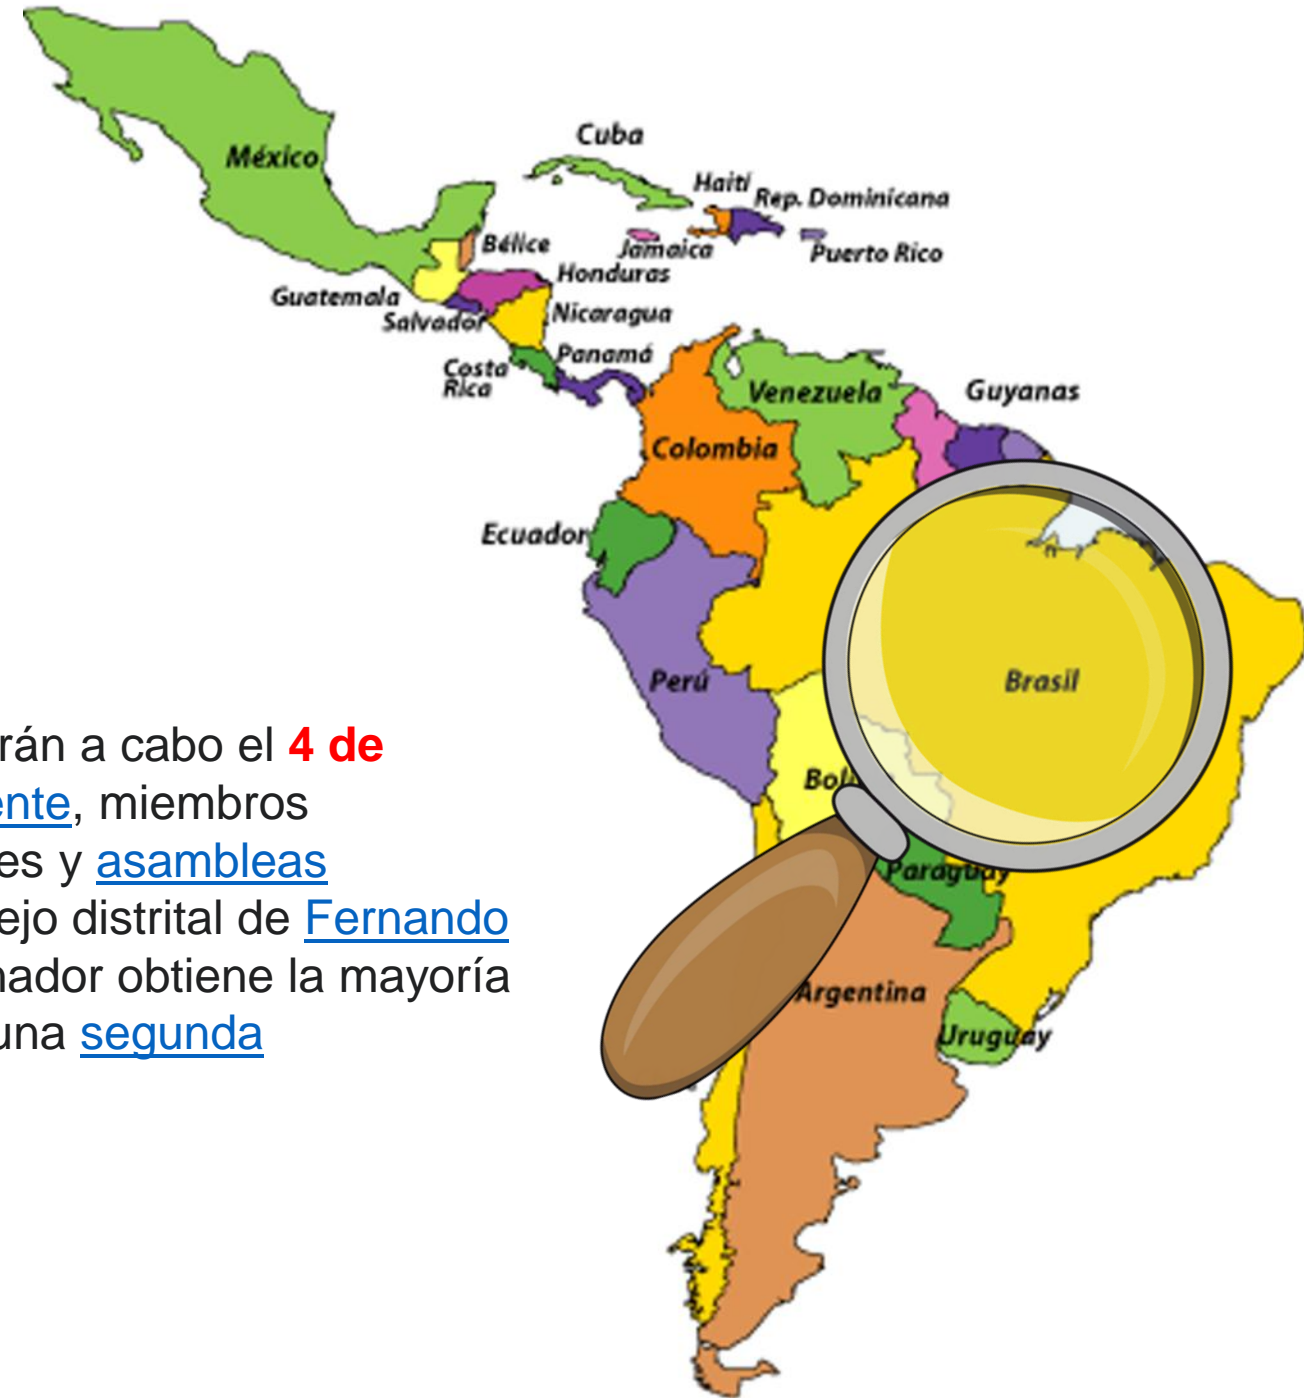 México
Cuba
Haití
Rep. Dominicana
Jamaica
Puerto Rico
Bélice
Honduras
Guatemala
Salvador
Nicaragua
Costa
Rica
Panamá
Venezuela
Guyanas
Colombia
Ecuador
Perú
Brasil
Boli
Paraguay
Argentina
Uruguay
rán a cabo el 4 de
ente, miembros
es y asambleas
ejo distrital de Fernando
nador obtiene la mayoría
una segunda